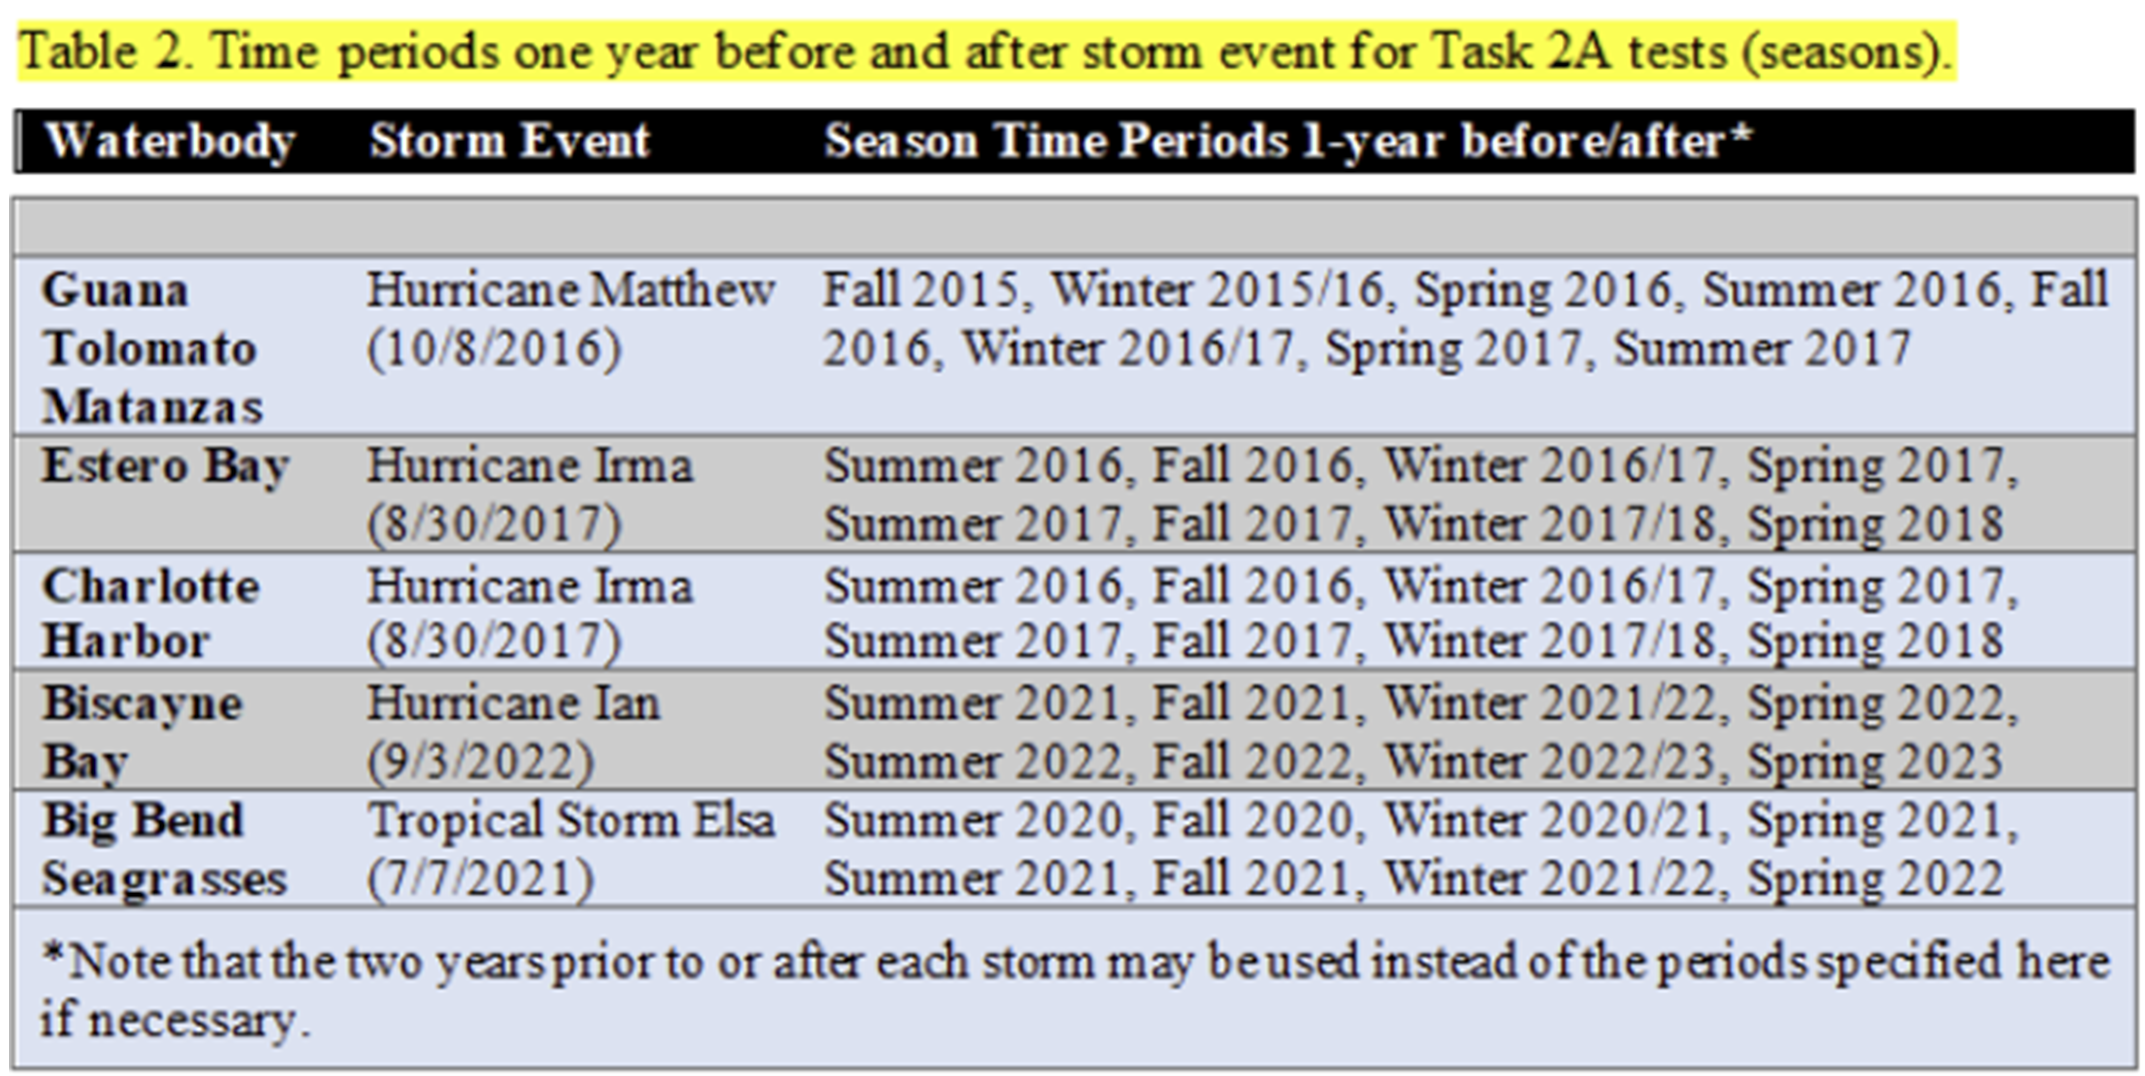 Table 2. Time periods one year before and after storm event for Task 2A tests (seasons).
Waterbody Storm Event Season Time Periods 1-year before/after*
Guana Hurricane Matthew Fall 2015, Winter 2015/16, Spring 2016, Summer 2016, Fall
Tolomato (10/8/2016) 2016, Winter 2016/17, Spring 2017, Summer 2017
Matanzas
Estero Bay Hurricane Irma Summer 2016, Fall 2016, Winter 2016/17, Spring 2017,
(8/30/2017) Summer 2017, Fall 2017, Winter 2017/18, Spring 2018
Charlotte Hurricane Irma Summer 2016, Fall 2016, Winter 2016/17, Spring 2017,
Harbor (8/30/2017) Summer 2017, Fall 2017, Winter 2017/18, Spring 2018
Biscayne Hurricane Ian Summer 2021, Fall 2021, Winter 2021/22, Spring 2022,
Bay (9/3/2022) Summer 2022, Fall 2022, Winter 2022/23, Spring 2023
Big Bend Tropical Storm Elsa Summer 2020, Fall 2020, Winter 2020/21, Spring 2021,
Seagrasses (7/7/2021) Summer 2021, Fall 2021, Winter 2021/22, Spring 2022
*Note that the two years prior to or after each storm may be used instead of the periods specified here
if necessary.